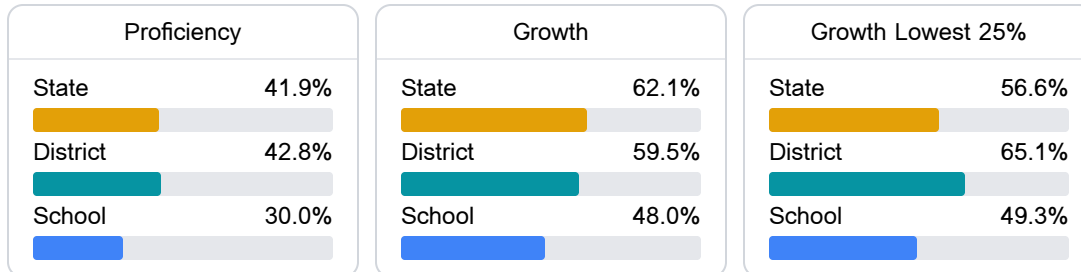 Proficiency
State 41.9%
District 42.8%
School 30.0%
Growth
State 62.1%
District 59.5%
School 48.0%
Growth Lowest 25%
State 56.6%
District 65.1%
School 49.3%